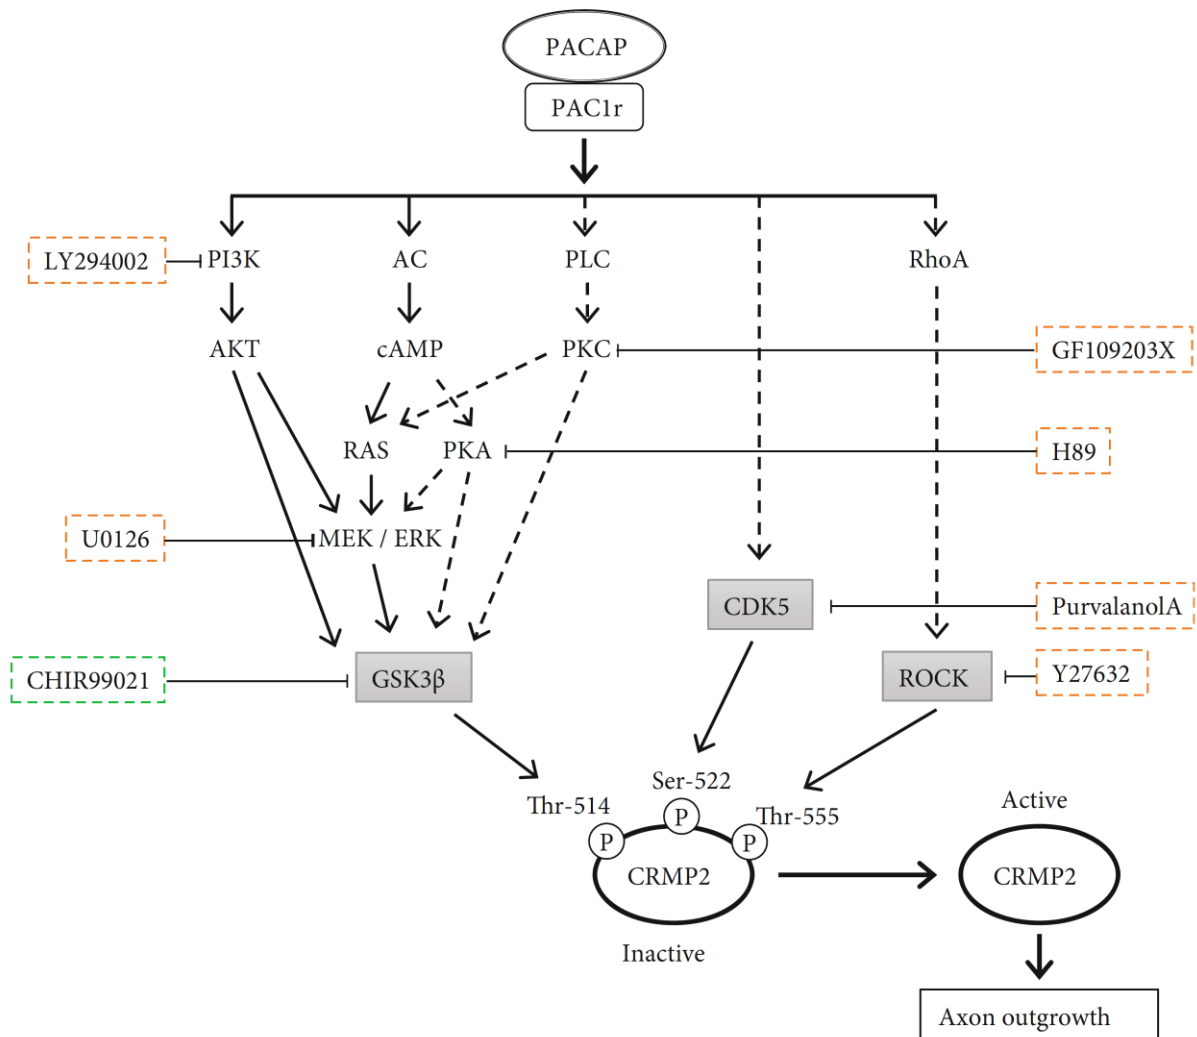 PACAP
PAC1r
LY294002
PI3K
AC
PLC
RhoA
AKT
cAMP
PKC
GF109203X
RAS
PKA
H89
U0126
MEK / ERK
CDK5
PurvalanolA
CHIR99021
GSK3β
ROCK
Y27632
Ser-522
Thr-514
P
Thr-555
Active
P
P
CRMP2
CRMP2
Inactive
Axon outgrowth